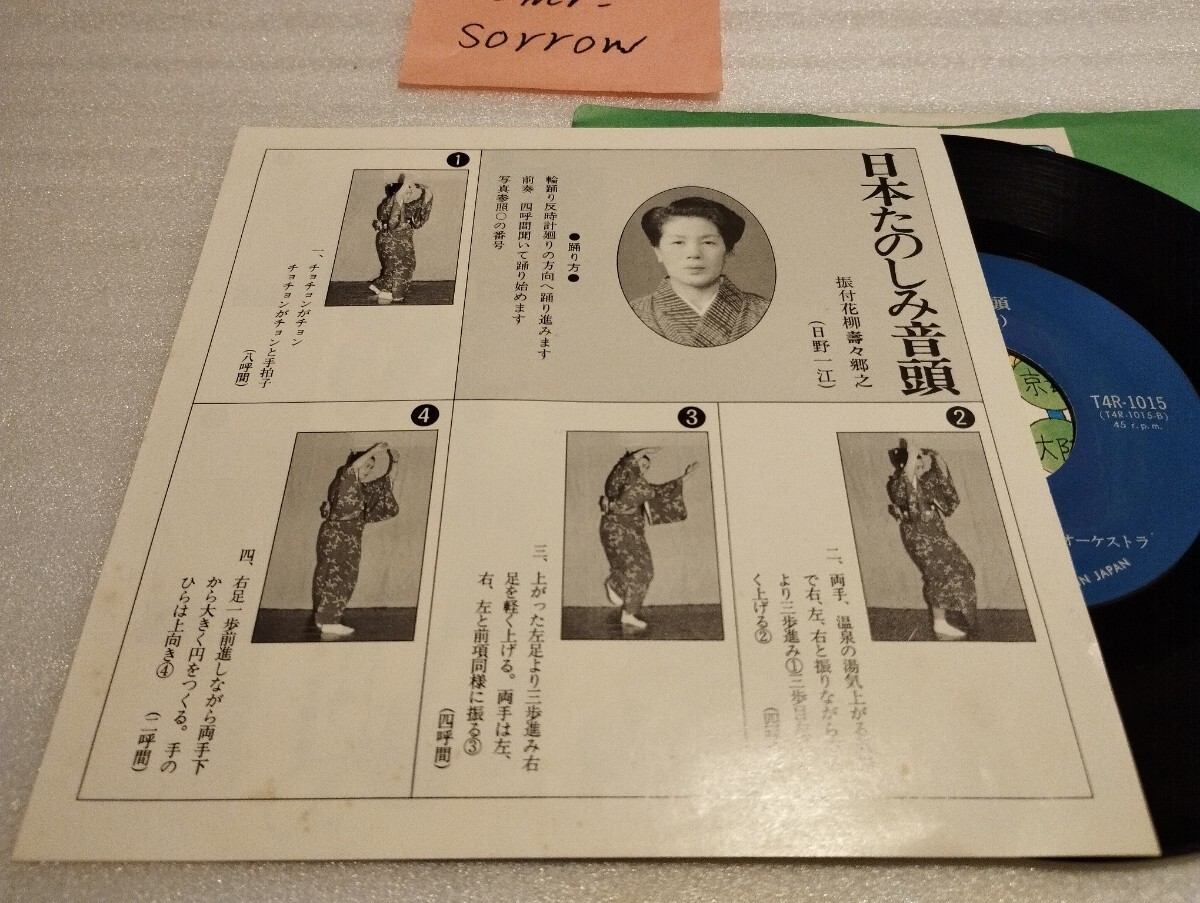 Sorrow
日本たのしみ音頭
振付花柳壽々郷之
(日野一江)
●踊り方●
輪踊り反時計廻りの方向へ踊り進みます
前奏 四呼間聞いて踊り始めます
写真参照○の番号
1
一、チョチョンがチョン
チョチョンがチョンと手拍子
(八呼間)
2
二、両手、温泉の湯気上がる
で右、左、右と振りながら
より三歩進み①三歩目
く上げる②
3
三、上がった左足より三歩進み右
足を軽く上げる。両手は左、
右、左と前項同様に振る③
(四呼間)
4
四、右足一歩前進しながら両手下
から大きく円をつくる。手の
ひらは上向き④
(二呼間)
頭
京
T4R-1015
(T4R-1015-B)
45 r.p.m.
大阪
オーケストラ
IN JAPAN